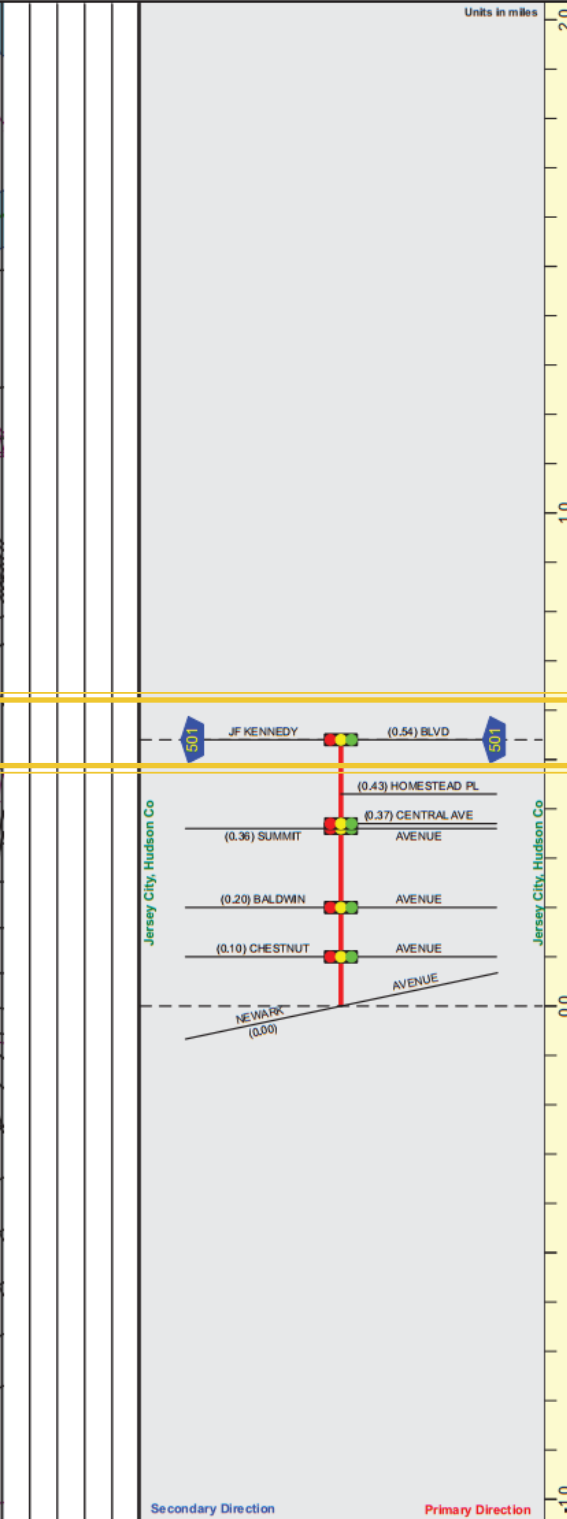 Units in miles
2.0
1.0
501 JF KENNEDY (0.54) BLVD 501
(0.43) HOMESTEAD PL
(0.37) CENTRAL AVE
(0.36) SUMMIT AVENUE
Jersey City, Hudson Co
Jersey City, Hudson Co
(0.20) BALDWIN AVENUE
(0.10) CHESTNUT AVENUE
NEWARK AVENUE
(0.00)
0.0
-1.0
Secondary Direction
Primary Direction